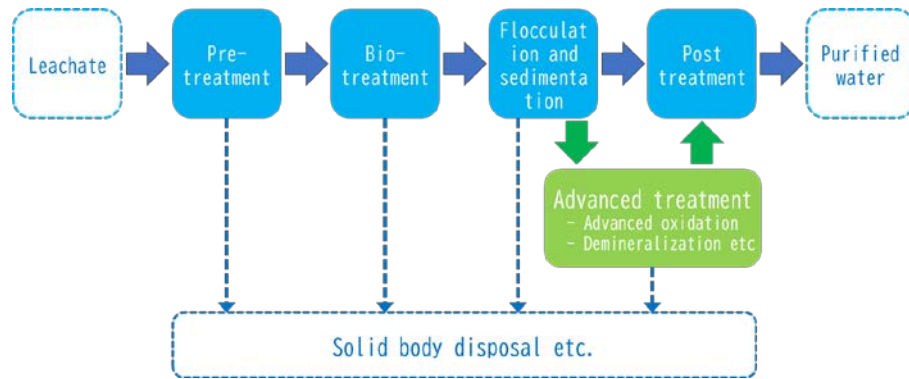 Leachate
Pre-
treatment
Bio-
treatment
Flocculat
ion and
sedimenta
tion
Post
treatment
Purified
water
Advanced treatment
- Advanced oxidation
- Demineralization etc
Solid body disposal etc.